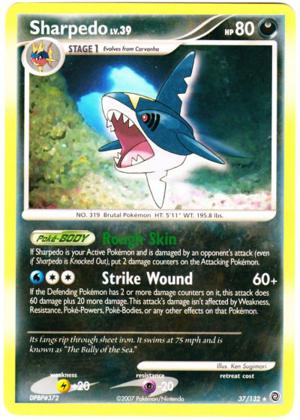 Sharpedo LV.39 HP 80
STAGE 1 Evolves from Carvanha
NO. 319 Brutal Pokémon HT: 5'11" WT: 195.8 lbs.
Poké-BODY Rough Skin
If Sharpedo is your Active Pokémon and is damaged by an opponent's attack (even
if Sharpedo is Knocked Out), put 2 damage counters on the Attacking Pokémon.
Strike Wound 60+
If the Defending Pokémon has 2 or more damage counters on it, this attack does
60 damage plus 20 more damage. This attack's damage isn't affected by Weakness,
Resistance, Poké-Powers, Poké-Bodies, or any other effects on that Pokémon.
Its fangs rip through sheet iron. It swims at 75 mph and is
known as "The Bully of the Sea."
Illus. Ken Sugimori
weakness resistance retreat cost
+20 -20
DPBP#372 ©2007 Pokémon/Nintendo 37/132